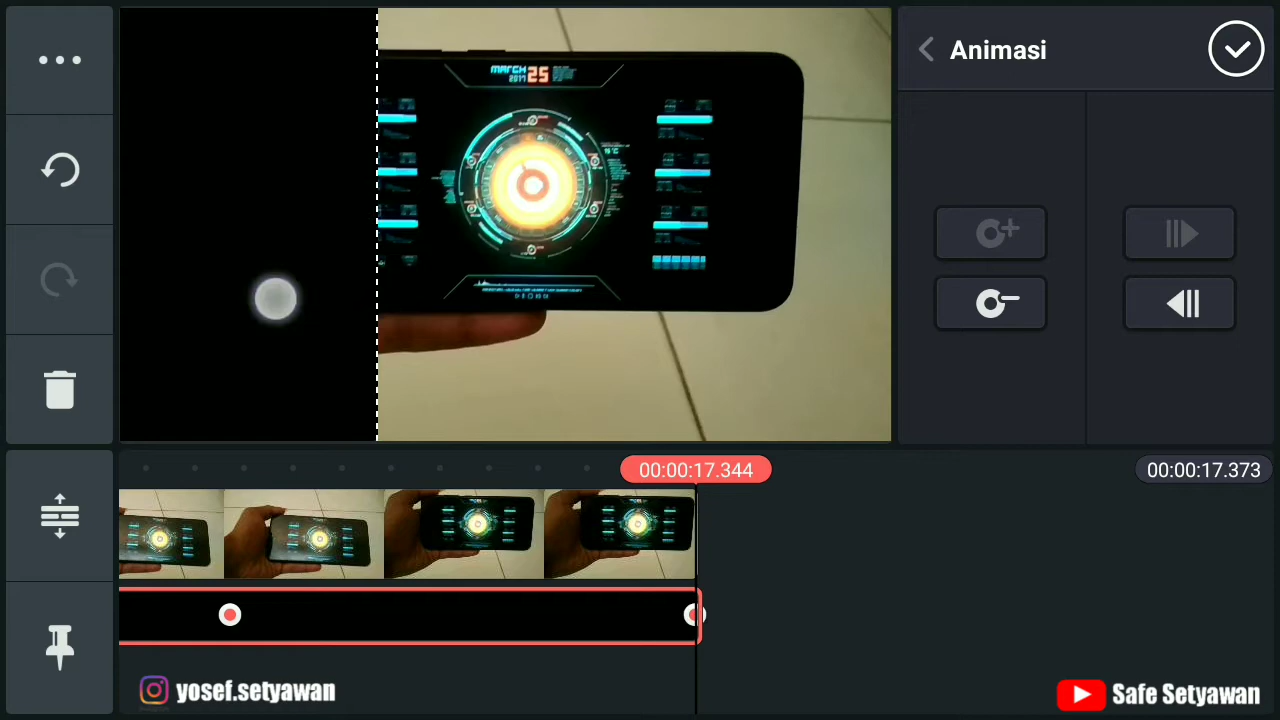 Animasi
MARCH 25
2017
00:00:17.344
00:00:17.373
yosef.setyawan
Safe Setyawan